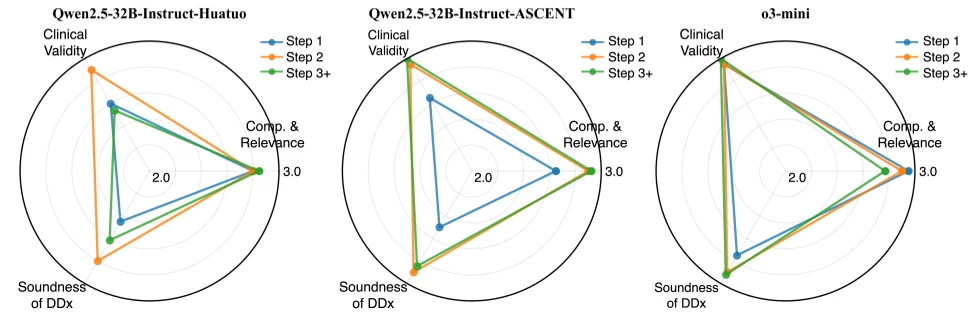 Qwen2.5-32B-Instruct-Huatuo
Clinical
Validity
Step 1
Step 2
Step 3+
Comp. &
Relevance
2.0
3.0
Soundness
of DDx
Qwen2.5-32B-Instruct-ASCENT
Clinical
Validity
Step 1
Step 2
Step 3+
Comp. &
Relevance
2.0
3.0
Soundness
of DDx
o3-mini
Clinical
Validity
Step 1
Step 2
Step 3+
Comp. &
Relevance
2.0
3.0
Soundness
of DDx